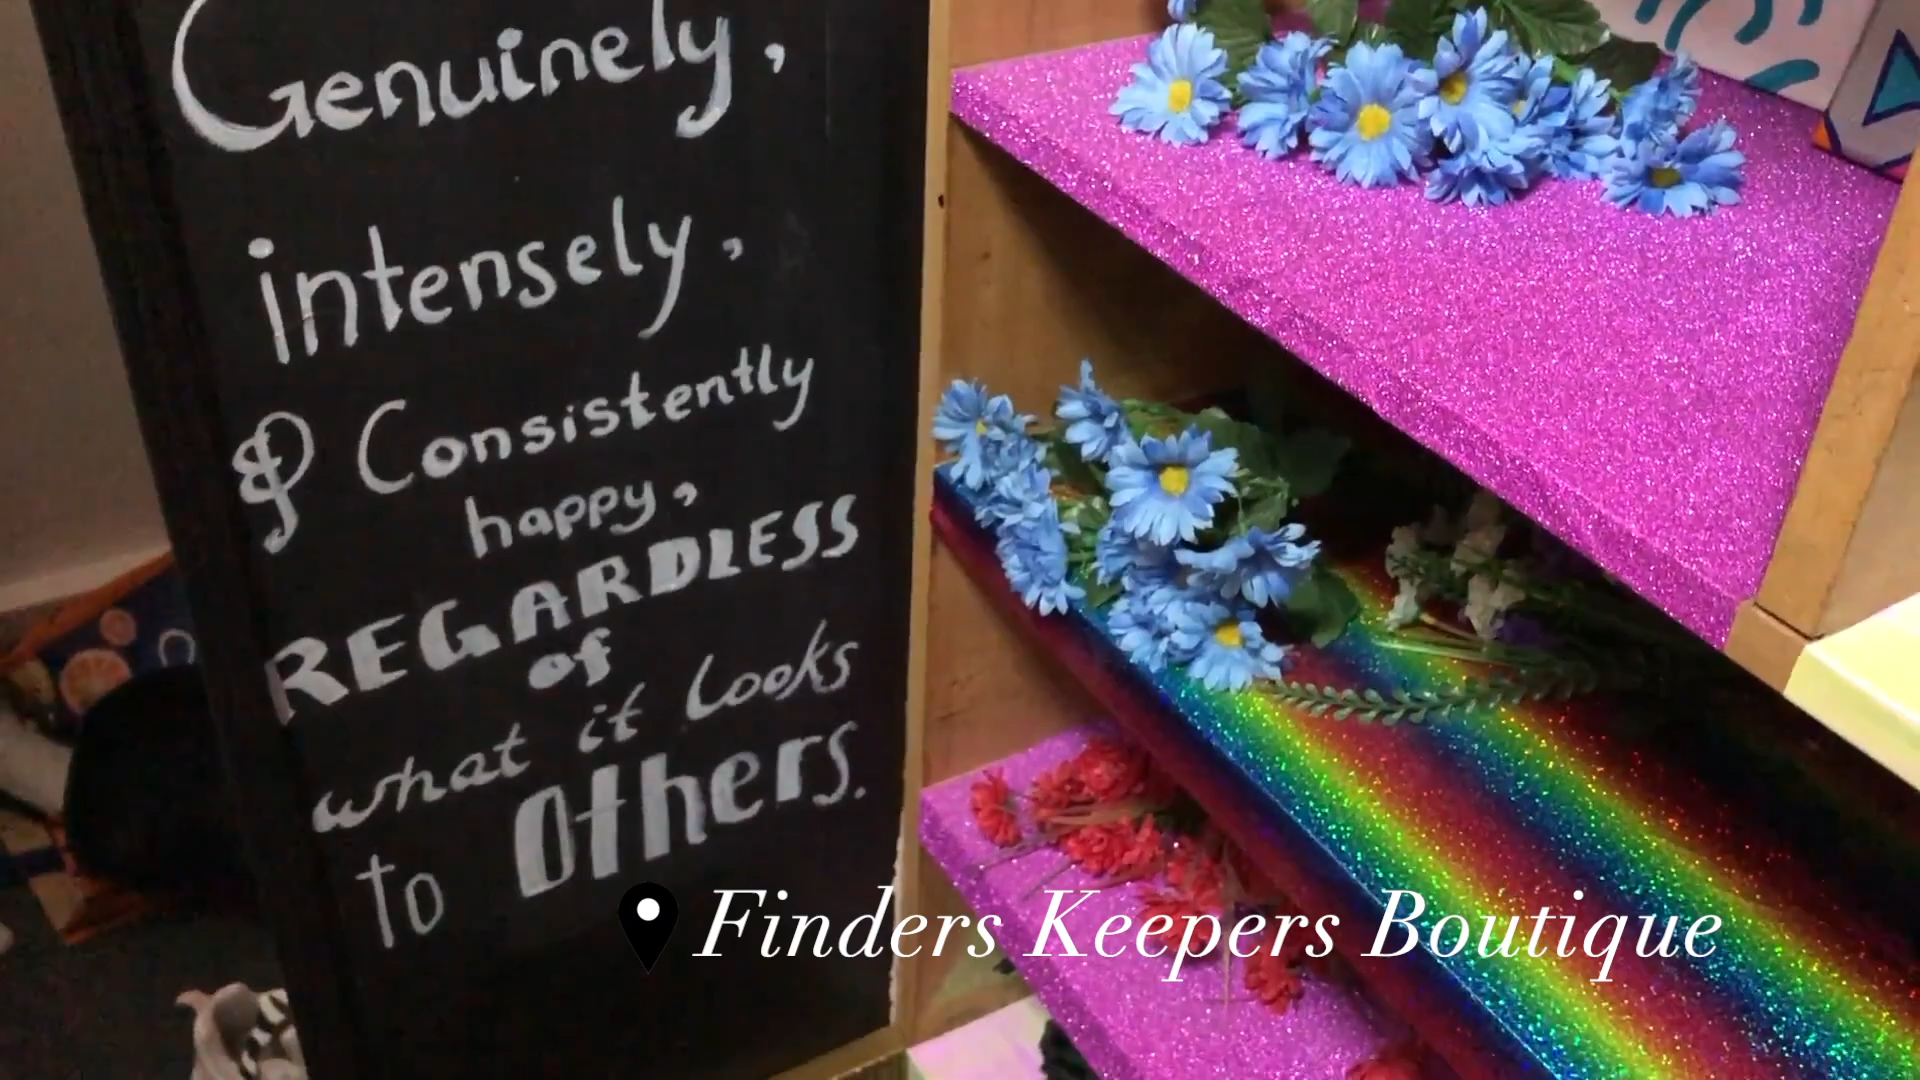 Genuinely,
intensely,
& Consistently
happy,
REGARDLESS
of
what it looks
to Others.
Finders Keepers Boutique